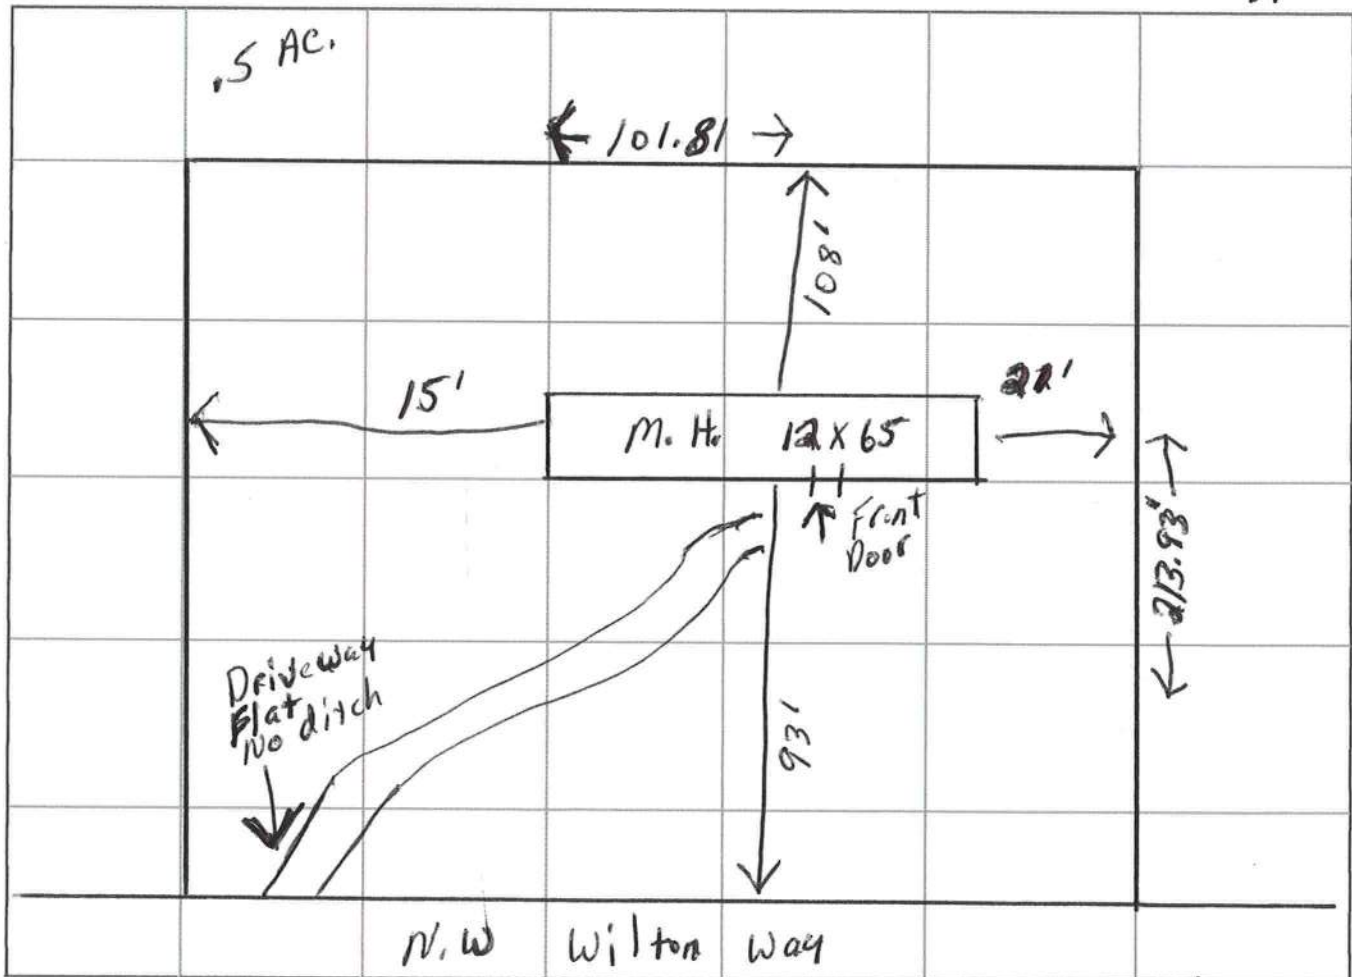 .5 AC.
101.81
108'
15'
M. H. 12 X 65
22'
Front
Door
213.93'
Driveway
Flat
No ditch
93'
N.W Wilton Way